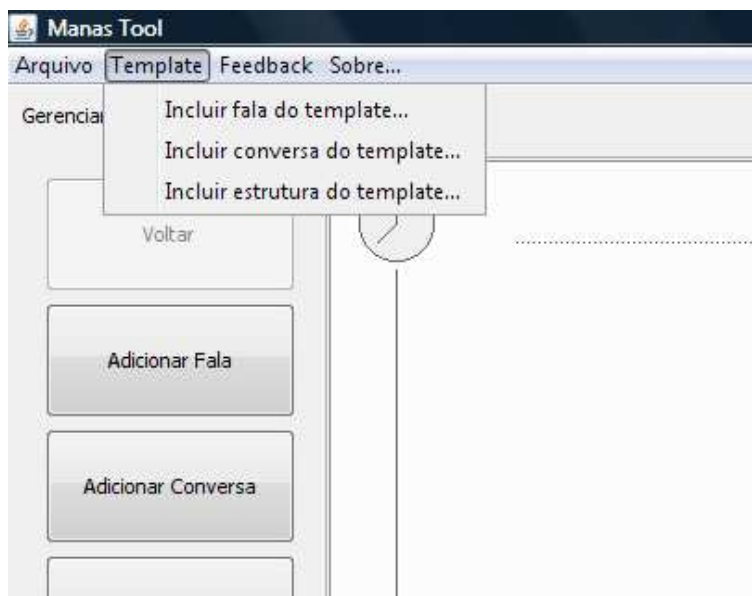 Manas Tool
Arquivo Template Feedback Sobre...
Incluir fala do template...
Incluir conversa do template...
Incluir estrutura do template...
Voltar
Adicionar Fala
Adicionar Conversa